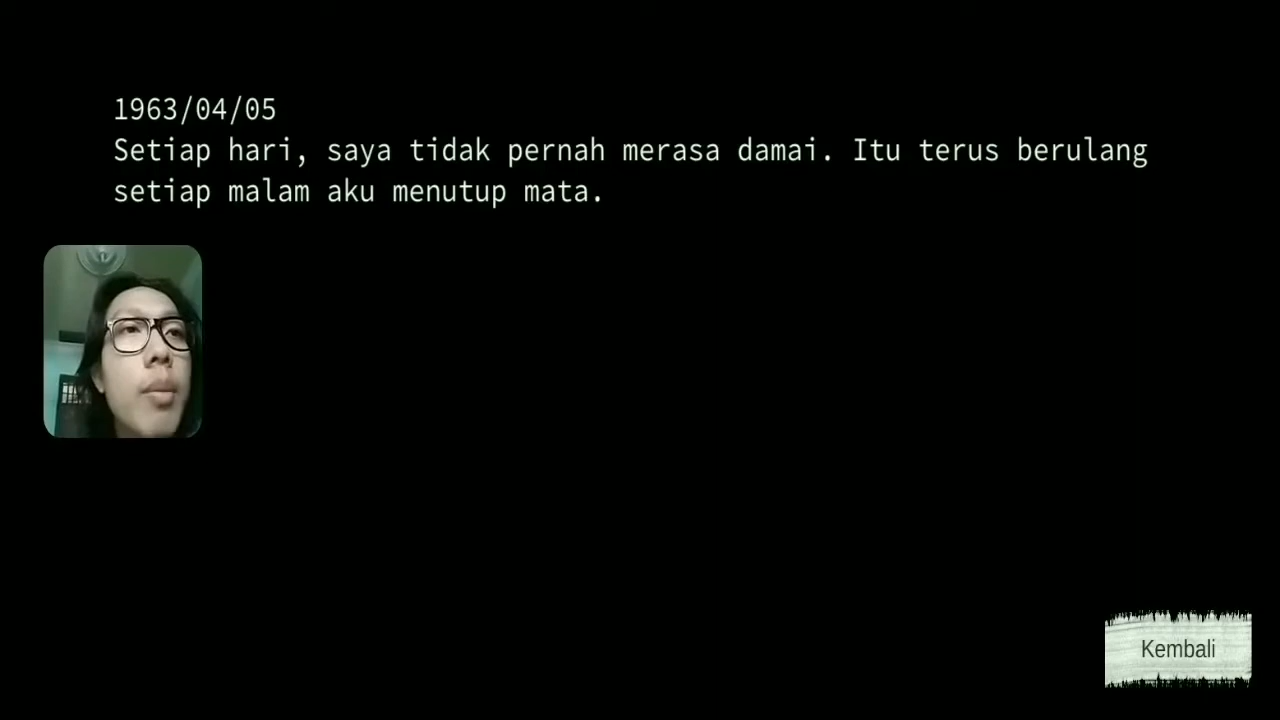 1963/04/05
Setiap hari, saya tidak pernah merasa damai. Itu terus berulang
setiap malam aku menutup mata.
Kembali